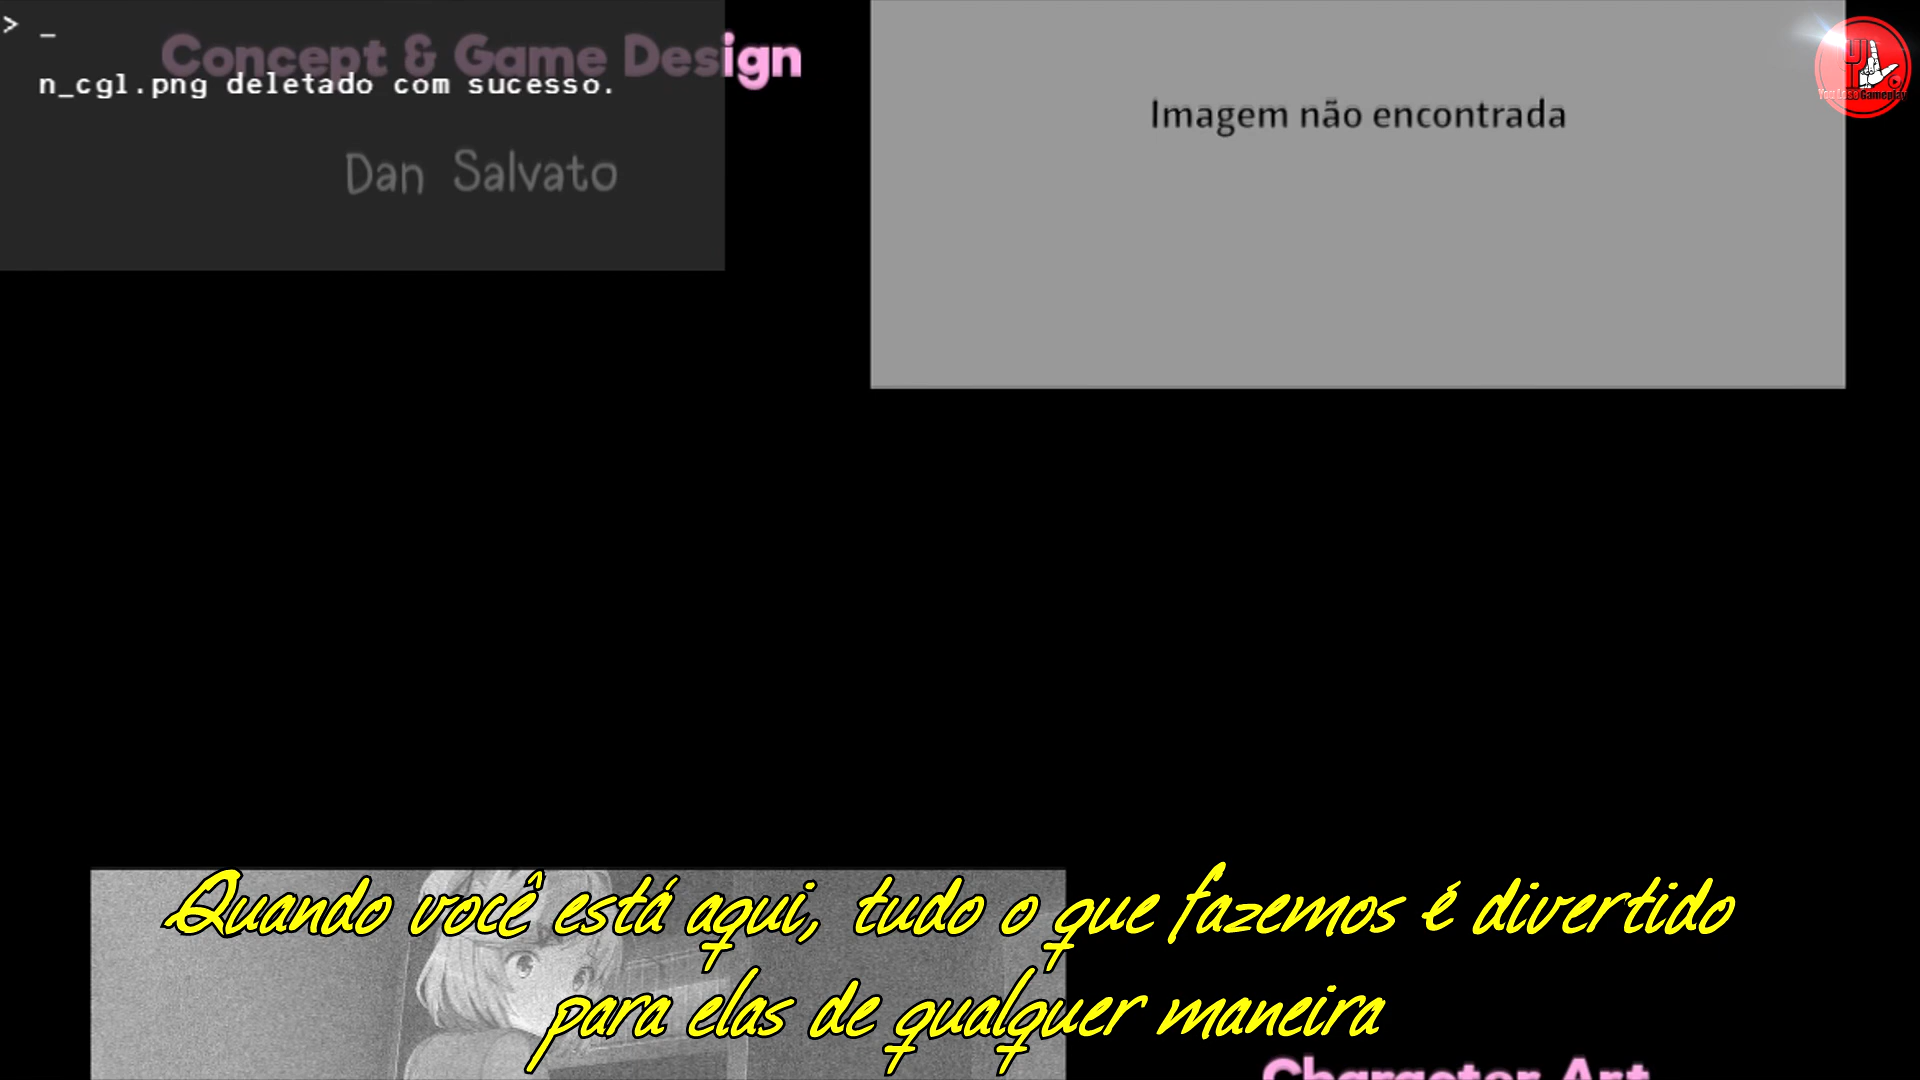 > _
Concept & Game Design
n_cg1.png deletado com sucesso.
Dan Salvato
Imagem não encontrada
Quando você está aqui, tudo o que fazemos é divertido
para elas de qualquer maneira
Character Art